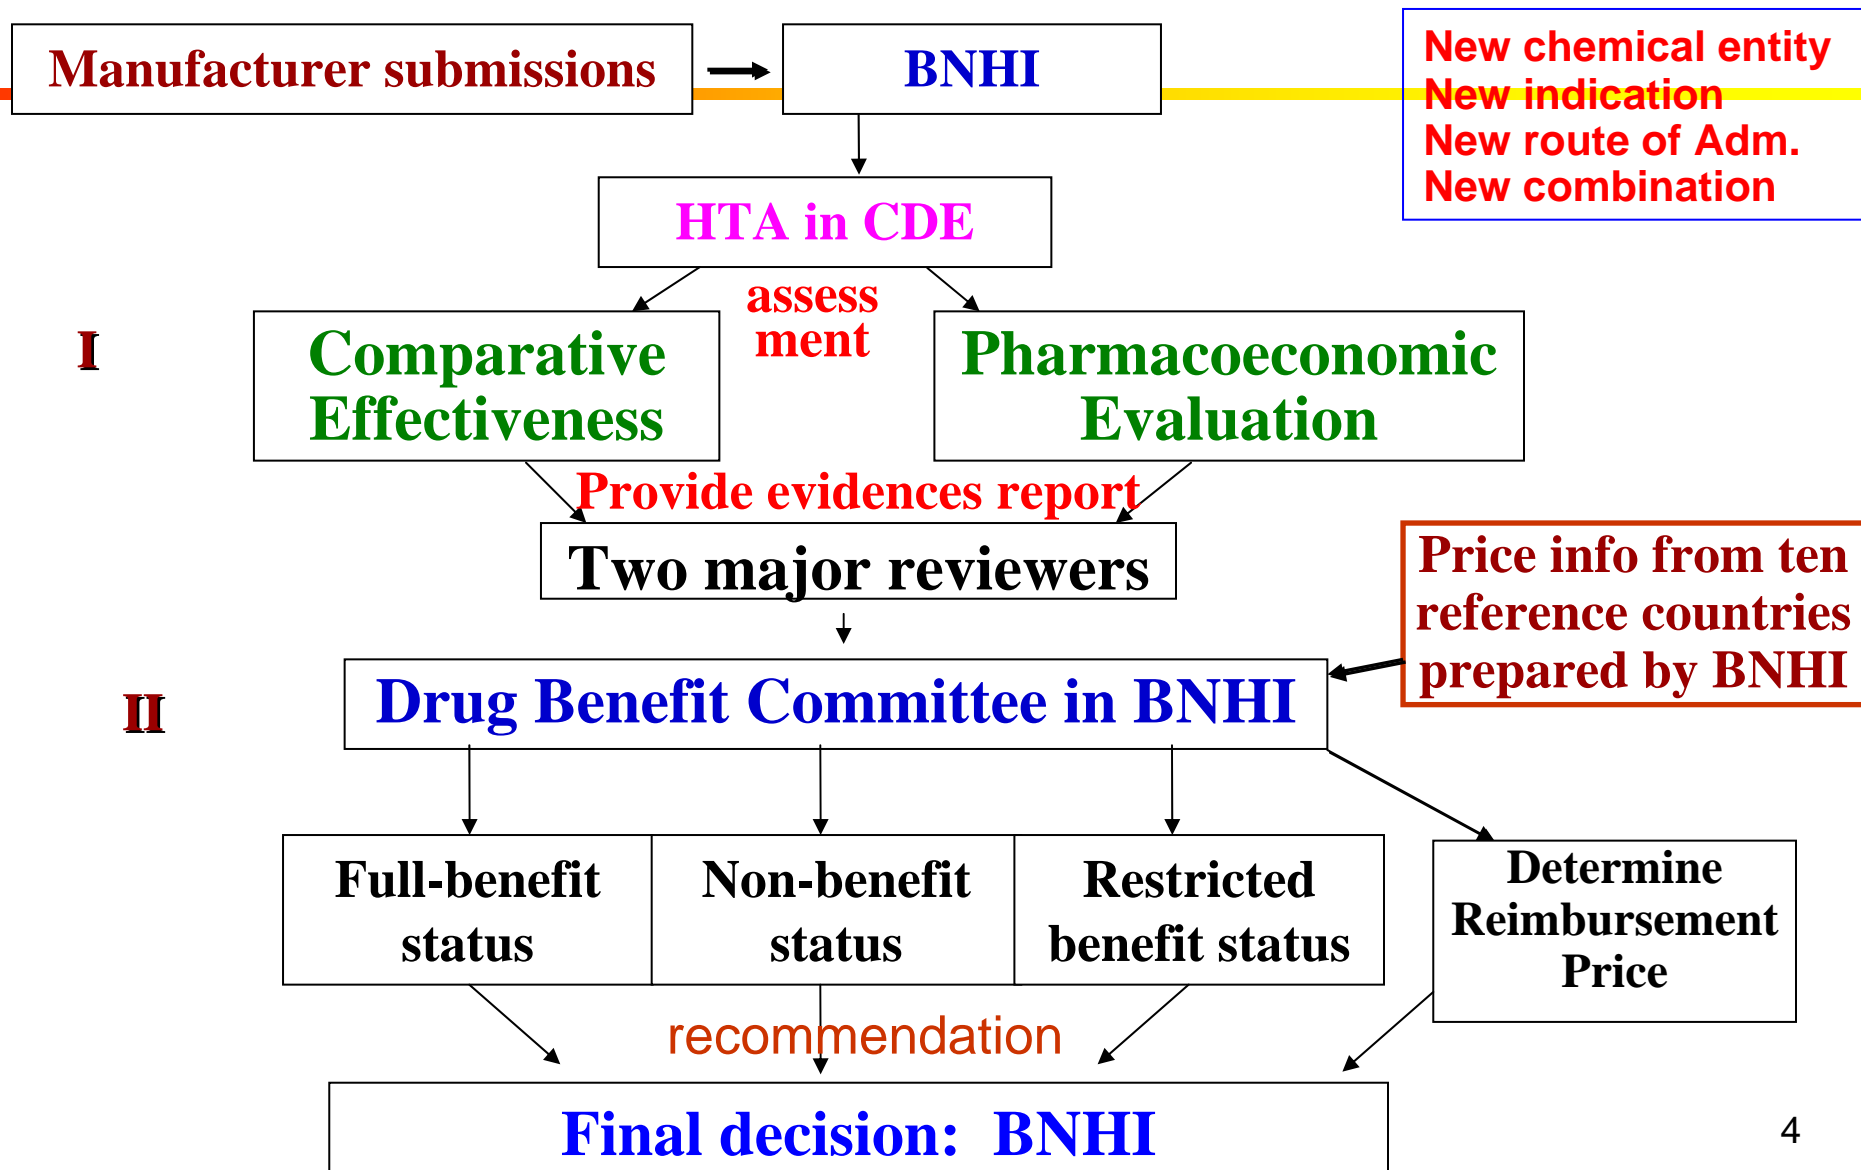 Manufacturer submissions
BNHI
New chemical entity
New indication
New route of Adm.
New combination
HTA in CDE
assess
ment
I
Comparative
Effectiveness
Pharmacoeconomic
Evaluation
Provide evidences report
Two major reviewers
Price info from ten
reference countries
prepared by BNHI
II
Drug Benefit Committee in BNHI
Full-benefit
status
Non-benefit
status
Restricted
benefit status
Determine
Reimbursement
Price
recommendation
Final decision: BNHI
4